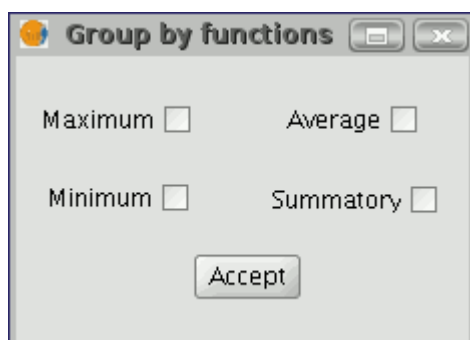 Group by functions
Maximum Average
Minimum Summatory
Accept